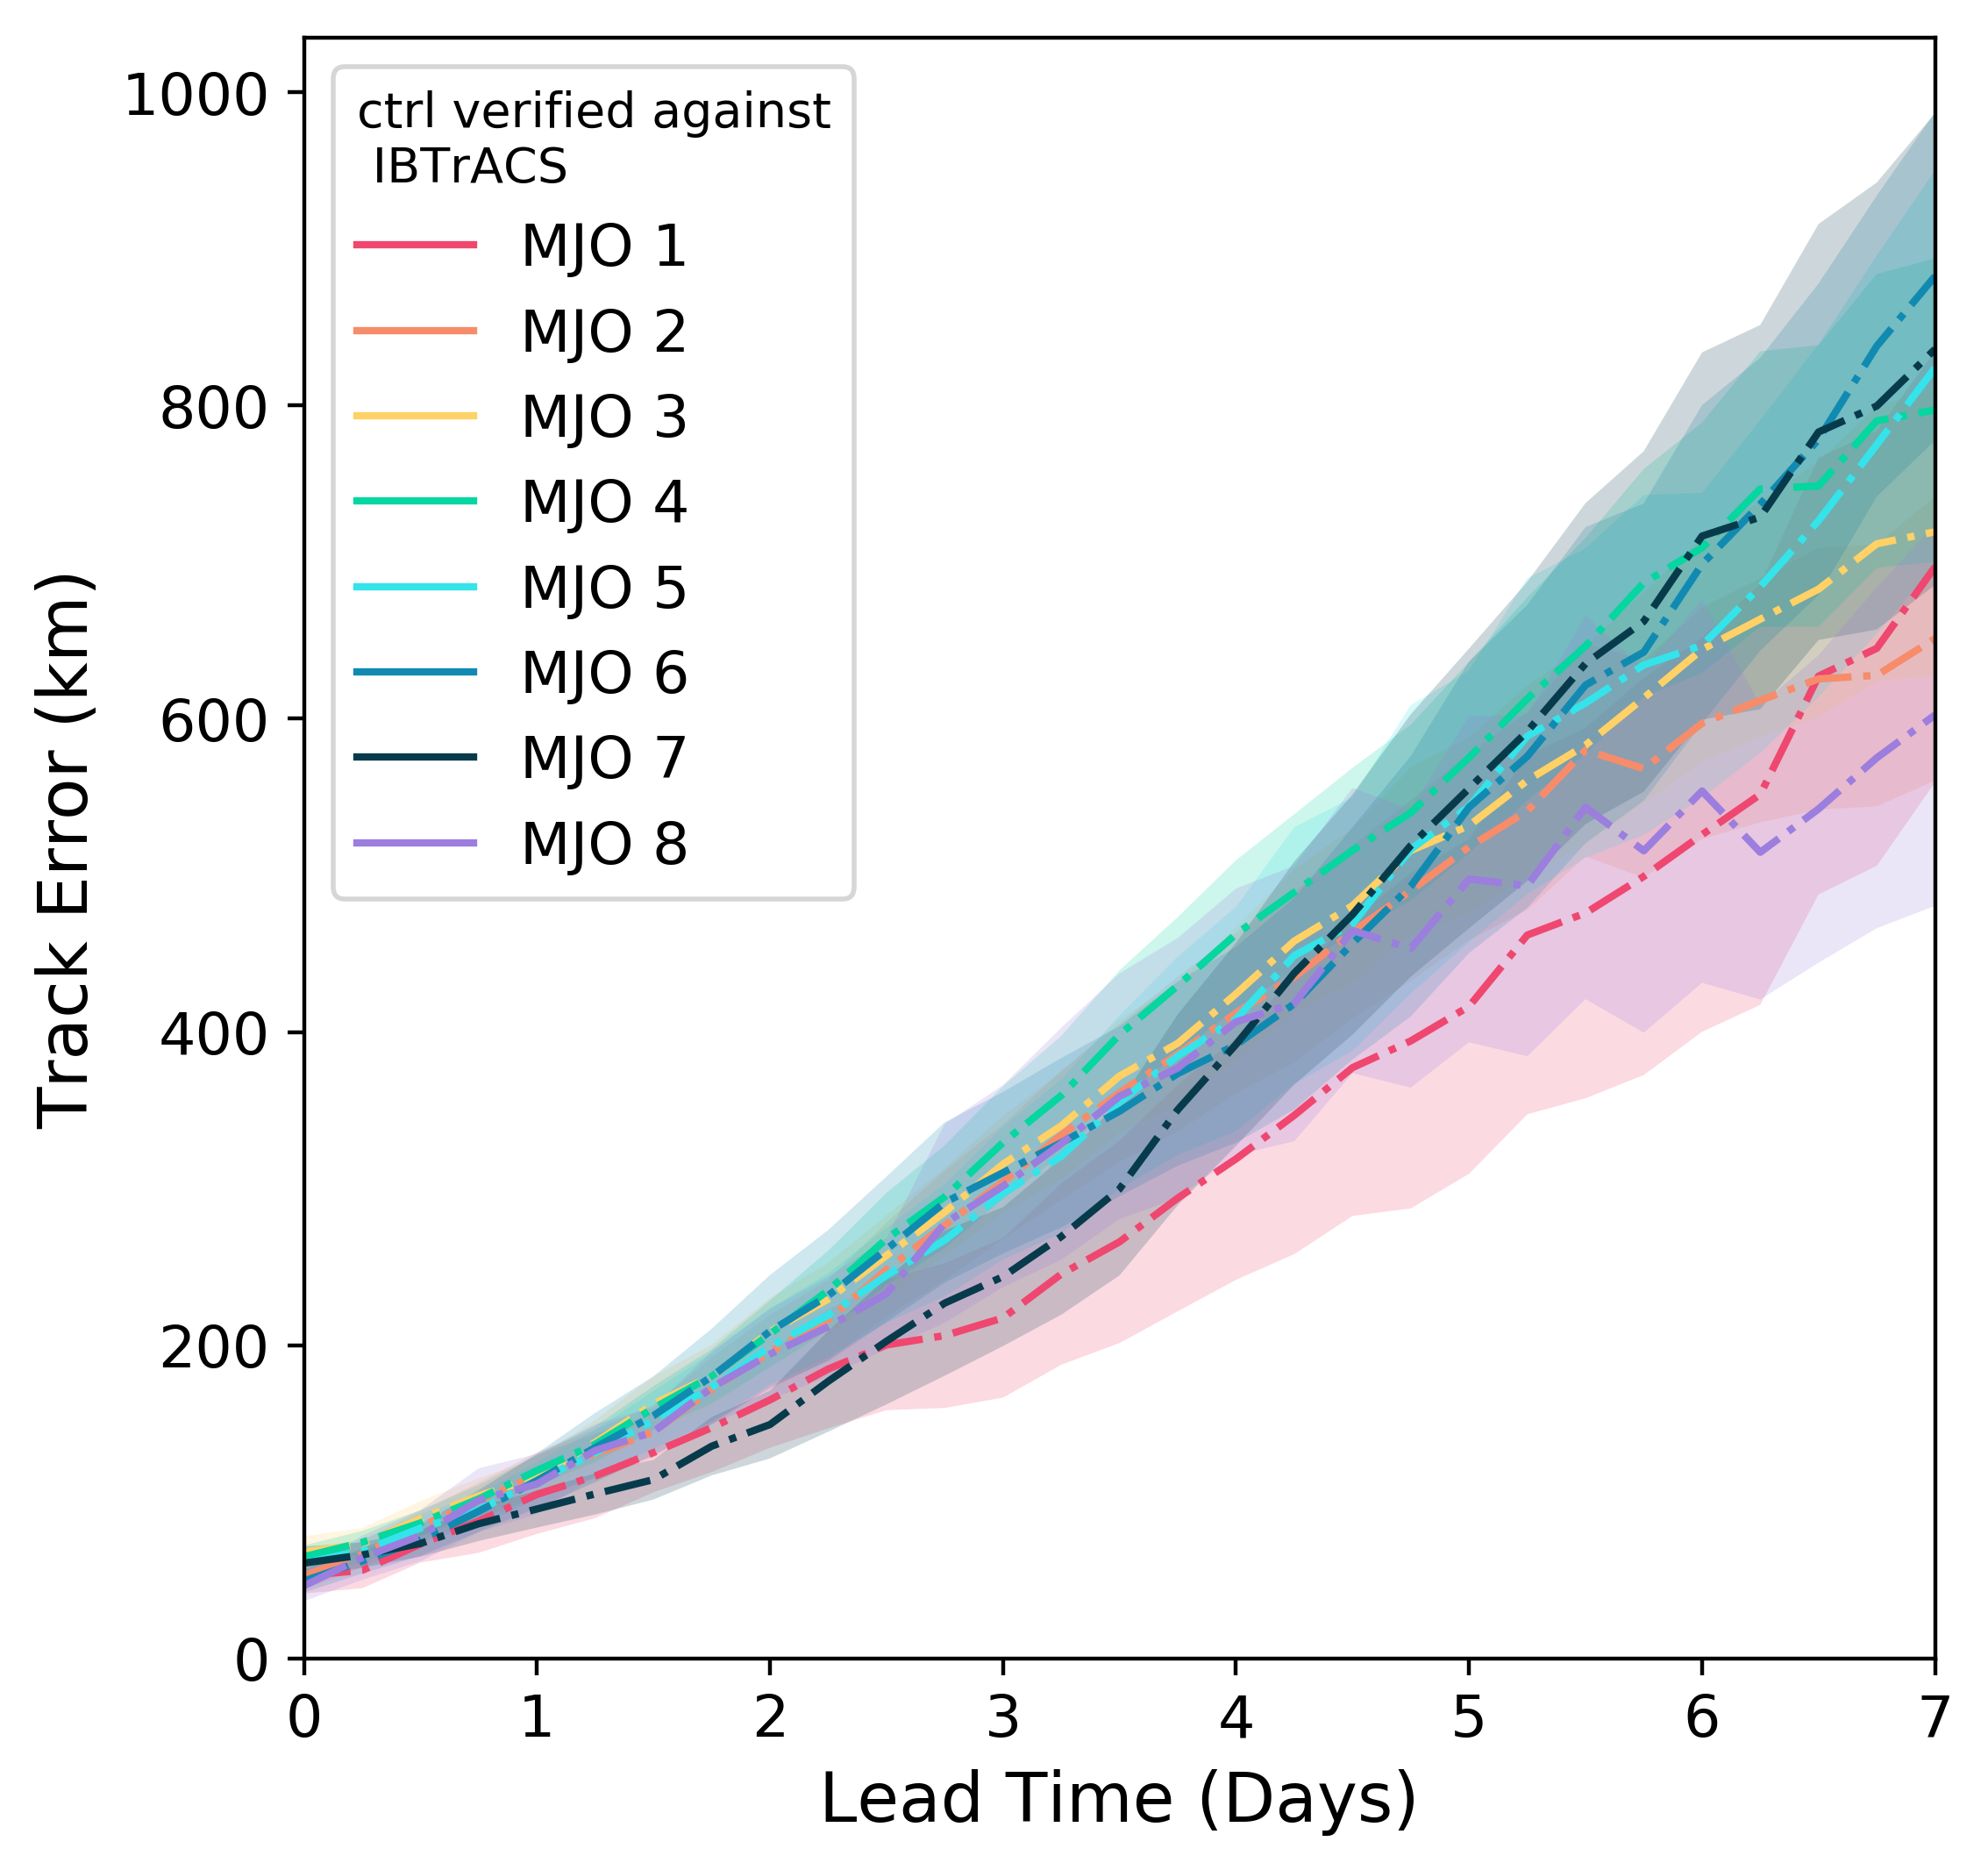 ctrl verified against
IBTrACS
MJO 1
MJO 2
MJO 3
MJO 4
MJO 5
MJO 6
MJO 7
MJO 8
1000
800
600
400
200
0
Track Error (km)
0 1 2 3 4 5 6 7
Lead Time (Days)